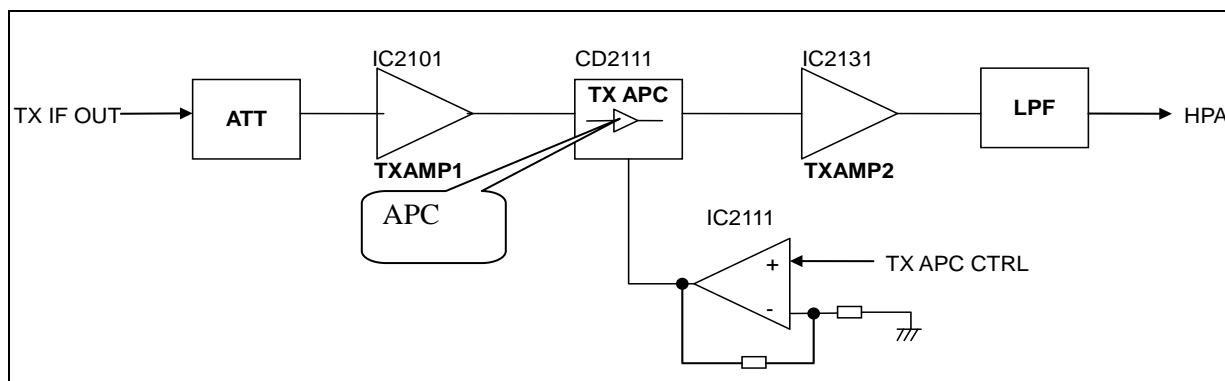 IC2101
CD2111
IC2131
TX IF OUT
ATT
TX APC
LPF
HPA
TXAMP1
TXAMP2
APC
IC2111
+
TX APC CTRL
-